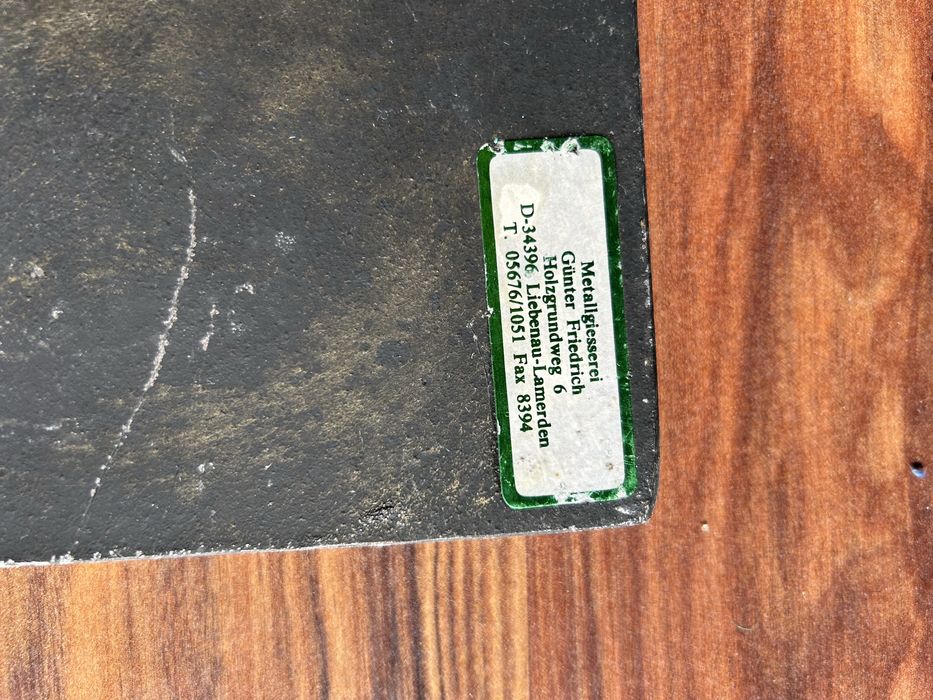 Metallgiesserei
Günter Friedrich
Holzgrundweg 6
D-34396 Liebenau-Lamerden
T. 05676/1051 Fax 8394